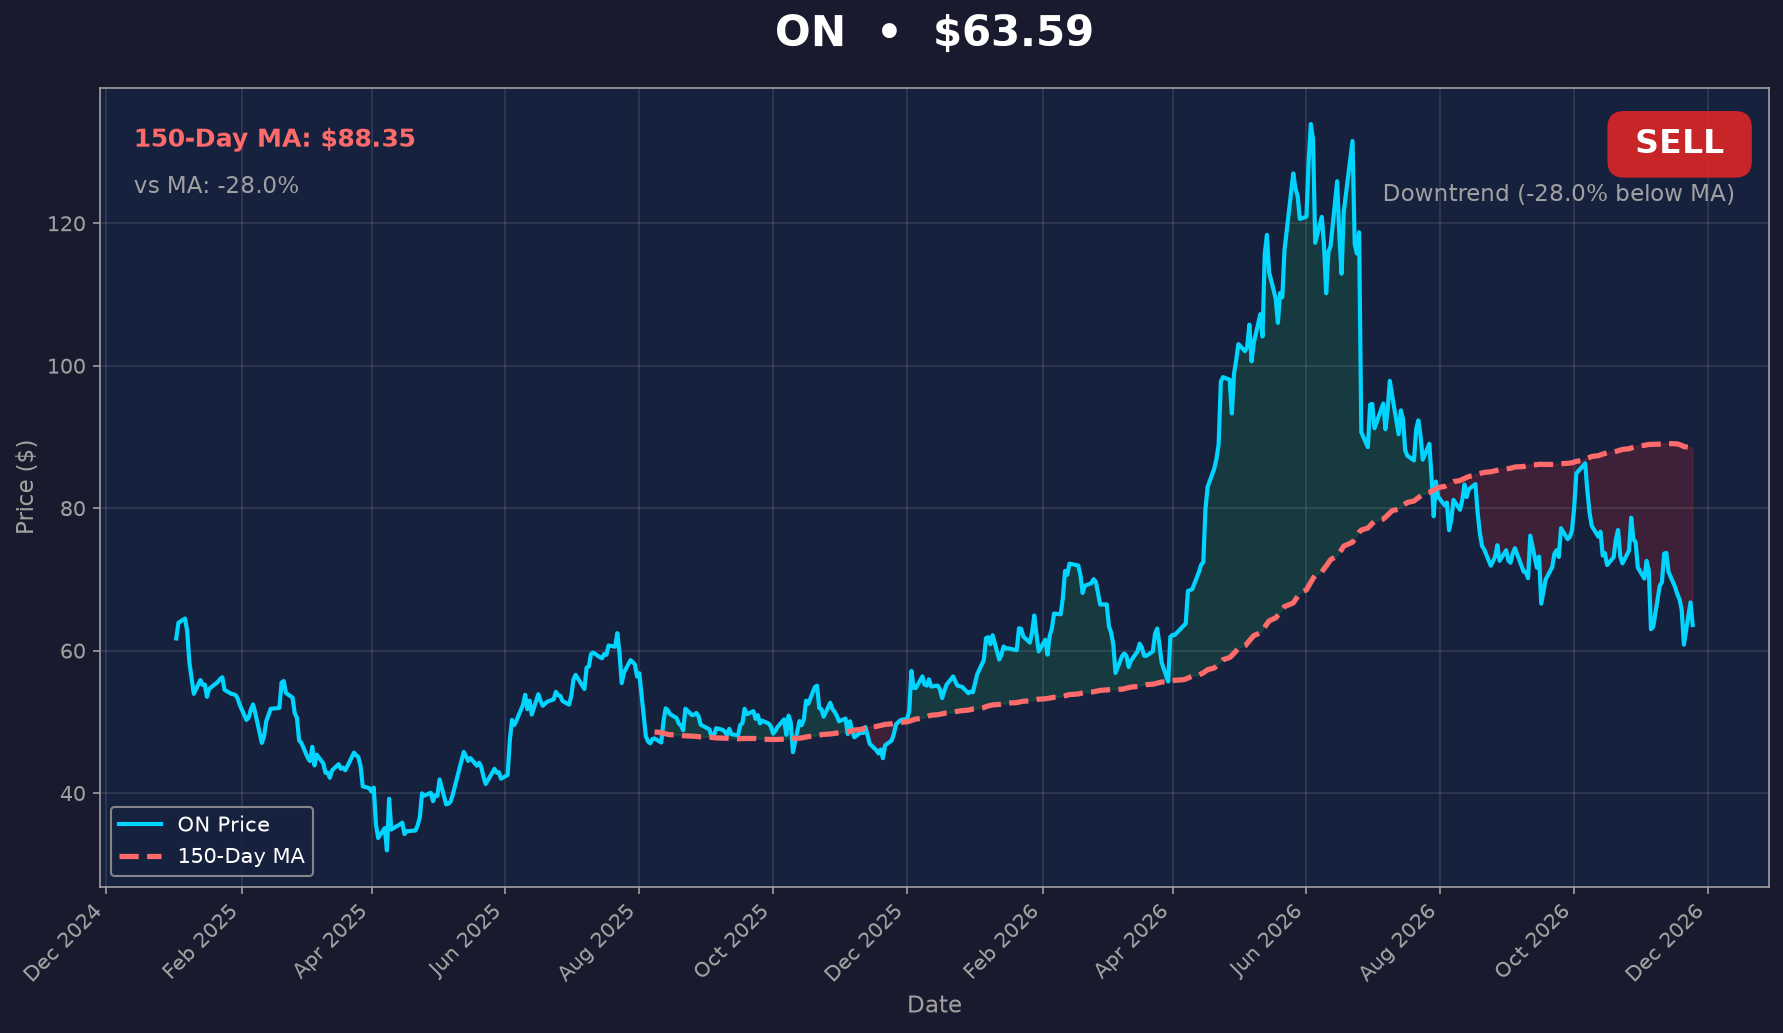 ON • $63.59
150-Day MA: $88.35
vs MA: -28.0%
SELL
Downtrend (-28.0% below MA)
Price ($)
120
100
80
60
40
ON Price
150-Day MA
Dec 2024
Feb 2025
Apr 2025
Jun 2025
Aug 2025
Oct 2025
Dec 2025
Feb 2026
Apr 2026
Jun 2026
Aug 2026
Oct 2026
Dec 2026
Date